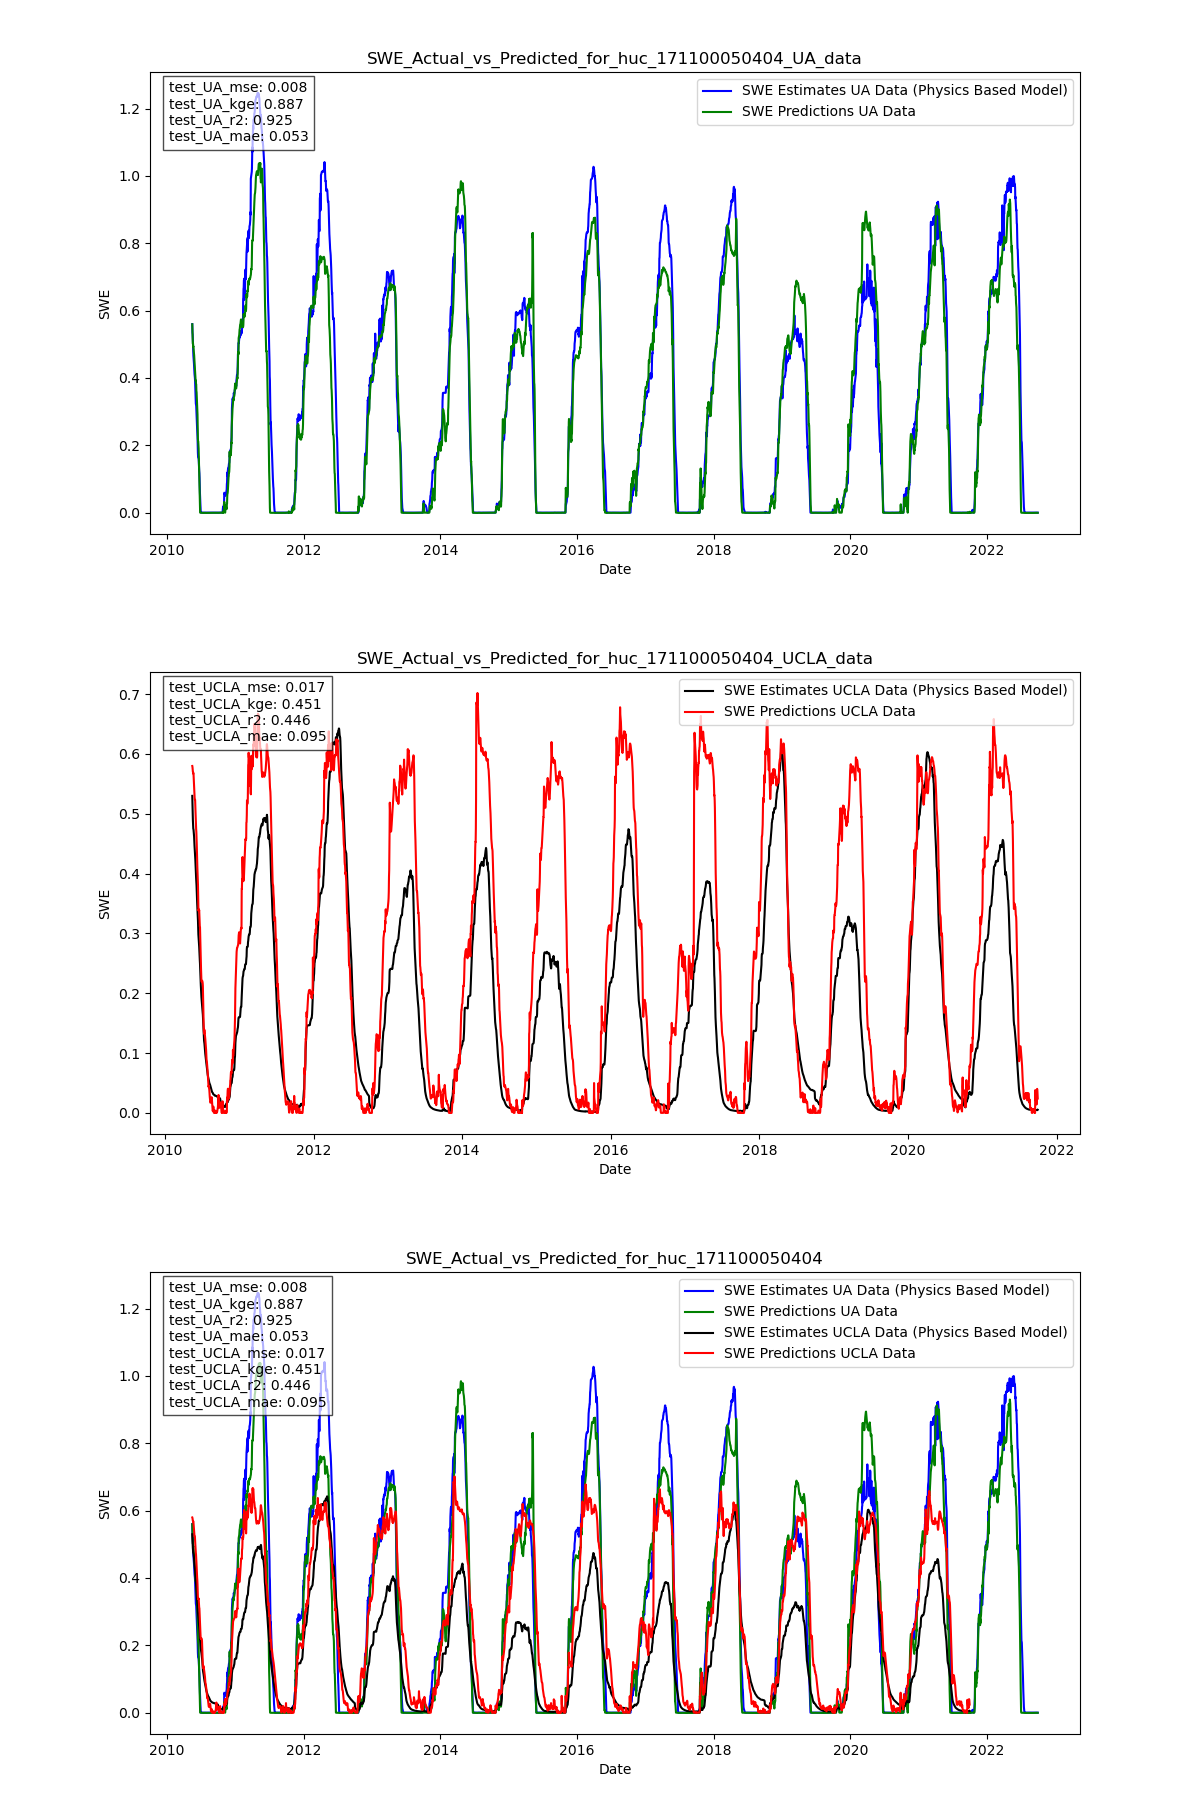 SWE_Actual_vs_Predicted_for_huc_171100050404_UA_data
test_UA_mse: 0.008
test_UA_kge: 0.887
test_UA_r2: 0.925
test_UA_mae: 0.053
SWE Estimates UA Data (Physics Based Model)
SWE Predictions UA Data
1.2
1.0
0.8
0.6
0.4
0.2
0.0
SWE
2010 2012 2014 2016 2018 2020 2022
Date
SWE_Actual_vs_Predicted_for_huc_171100050404_UCLA_data
test_UCLA_mse: 0.017
test_UCLA_kge: 0.451
test_UCLA_r2: 0.446
test_UCLA_mae: 0.095
SWE Estimates UCLA Data (Physics Based Model)
SWE Predictions UCLA Data
0.7
0.6
0.5
0.4
0.3
0.2
0.1
0.0
SWE
2010 2012 2014 2016 2018 2020 2022
Date
SWE_Actual_vs_Predicted_for_huc_171100050404
test_UA_mse: 0.008
test_UA_kge: 0.887
test_UA_r2: 0.925
test_UA_mae: 0.053
test_UCLA_mse: 0.017
test_UCLA_kge: 0.451
test_UCLA_r2: 0.446
test_UCLA_mae: 0.095
SWE Estimates UA Data (Physics Based Model)
SWE Predictions UA Data
SWE Estimates UCLA Data (Physics Based Model)
SWE Predictions UCLA Data
1.2
1.0
0.8
0.6
0.4
0.2
0.0
SWE
2010 2012 2014 2016 2018 2020 2022
Date